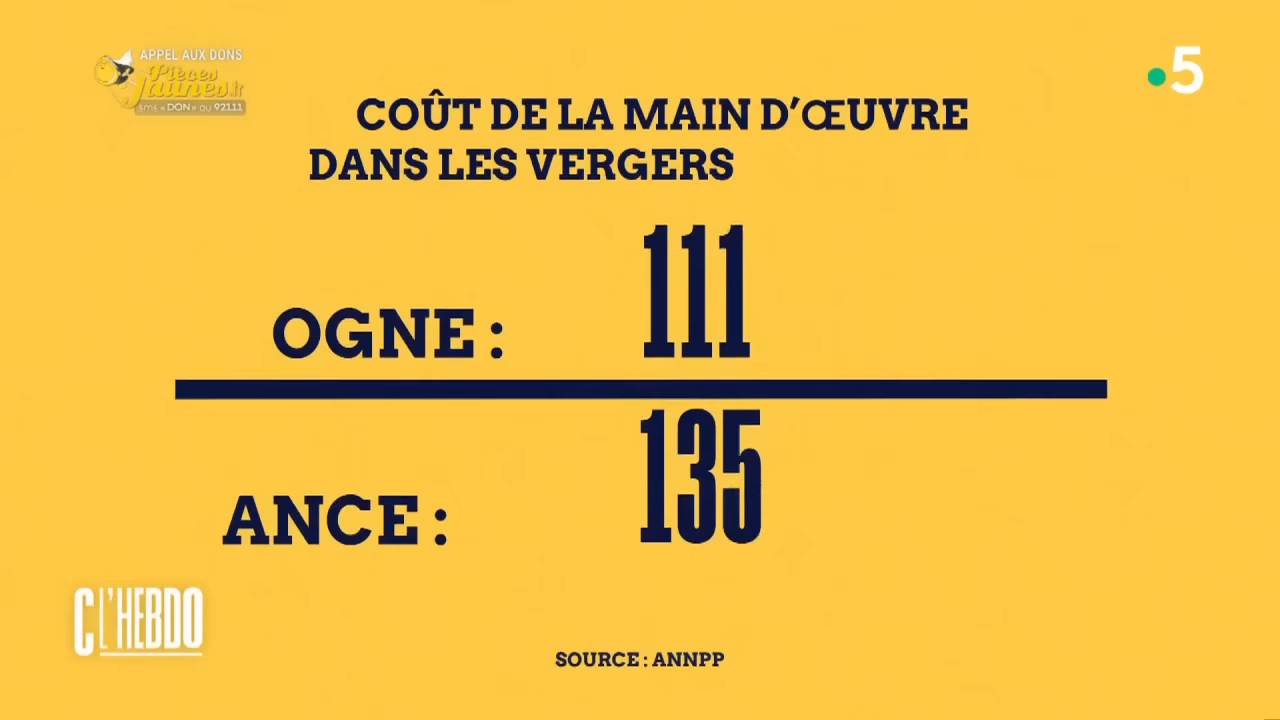 APPEL AUX DONS
Pièces
Jaunes.fr
sms « DON » au 92111
5
COÛT DE LA MAIN D'ŒUVRE
DANS LES VERGERS
OGNE : 111
ANCE : 135
C L'HEBDO
SOURCE : ANNPP